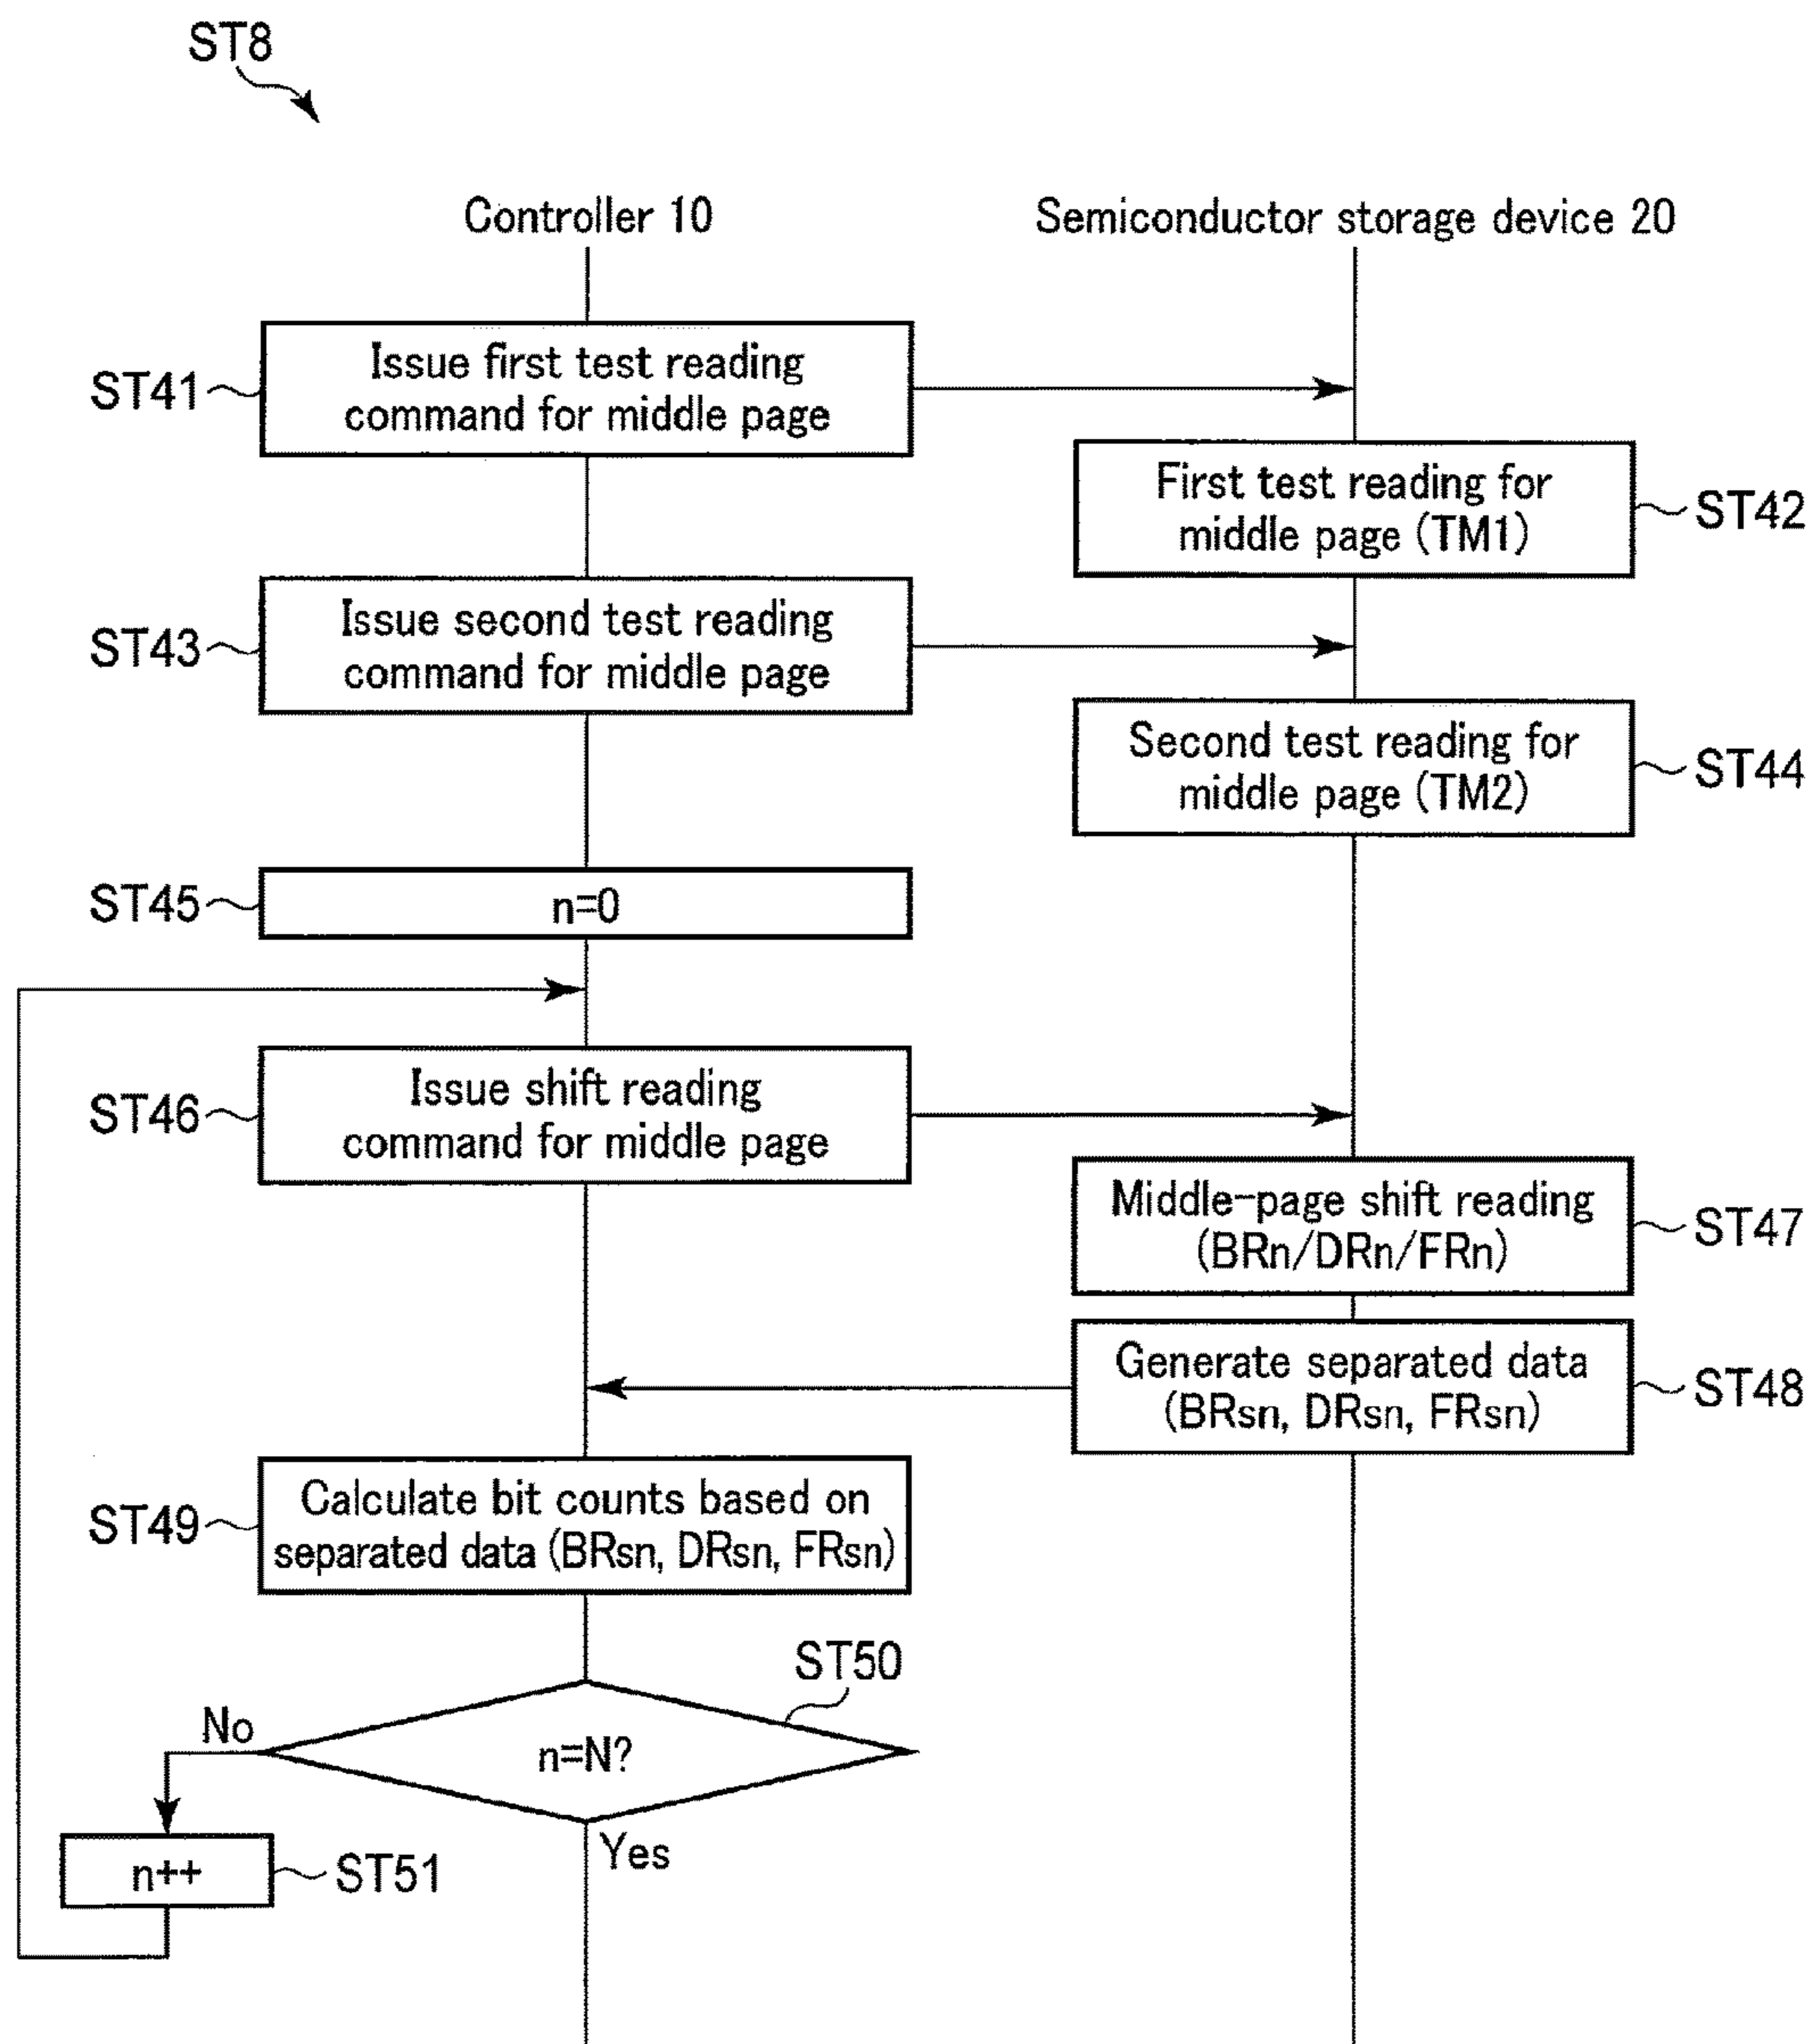 ST8
Controller 10
Semiconductor storage device 20
ST41
Issue first test reading
command for middle page
First test reading for
middle page (TM1)
ST42
ST43
Issue second test reading
command for middle page
Second test reading for
middle page (TM2)
ST44
ST45
n=0
ST46
Issue shift reading
command for middle page
Middle-page shift reading
(BRn/DRn/FRn)
ST47
Generate separated data
(BRsn, DRsn, FRsn)
ST48
ST49
Calculate bit counts based on
separated data (BRsn, DRsn, FRsn)
ST50
No
n=N?
Yes
n++
ST51